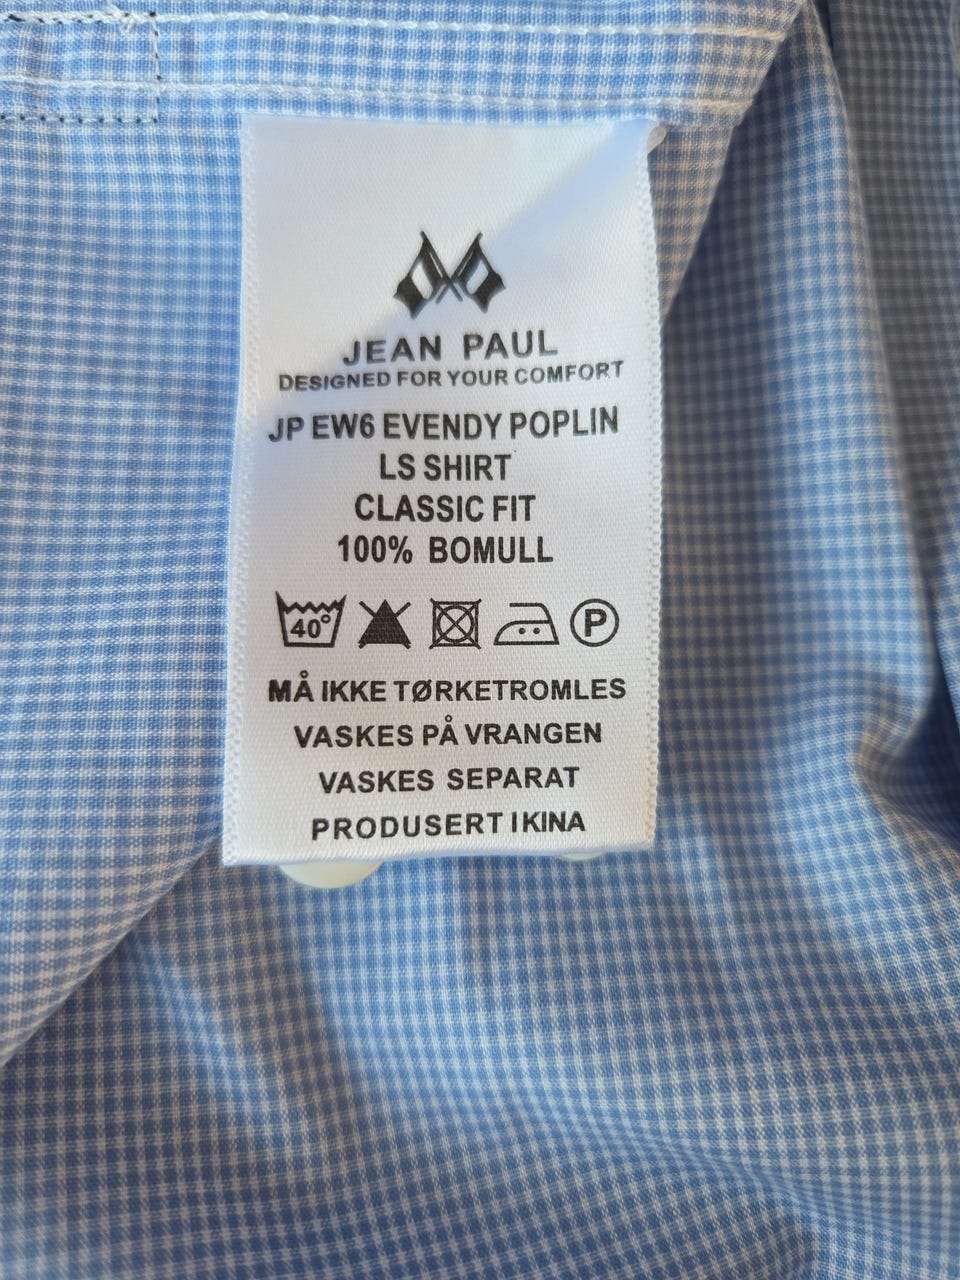 JEAN PAUL
DESIGNED FOR YOUR COMFORT
JP EW6 EVENDY POPLIN
LS SHIRT
CLASSIC FIT
100% BOMULL
40° P
MÅ IKKE TØRKETROMLES
VASKES PÅ VRANGEN
VASKES SEPARAT
PRODUSERT I KINA